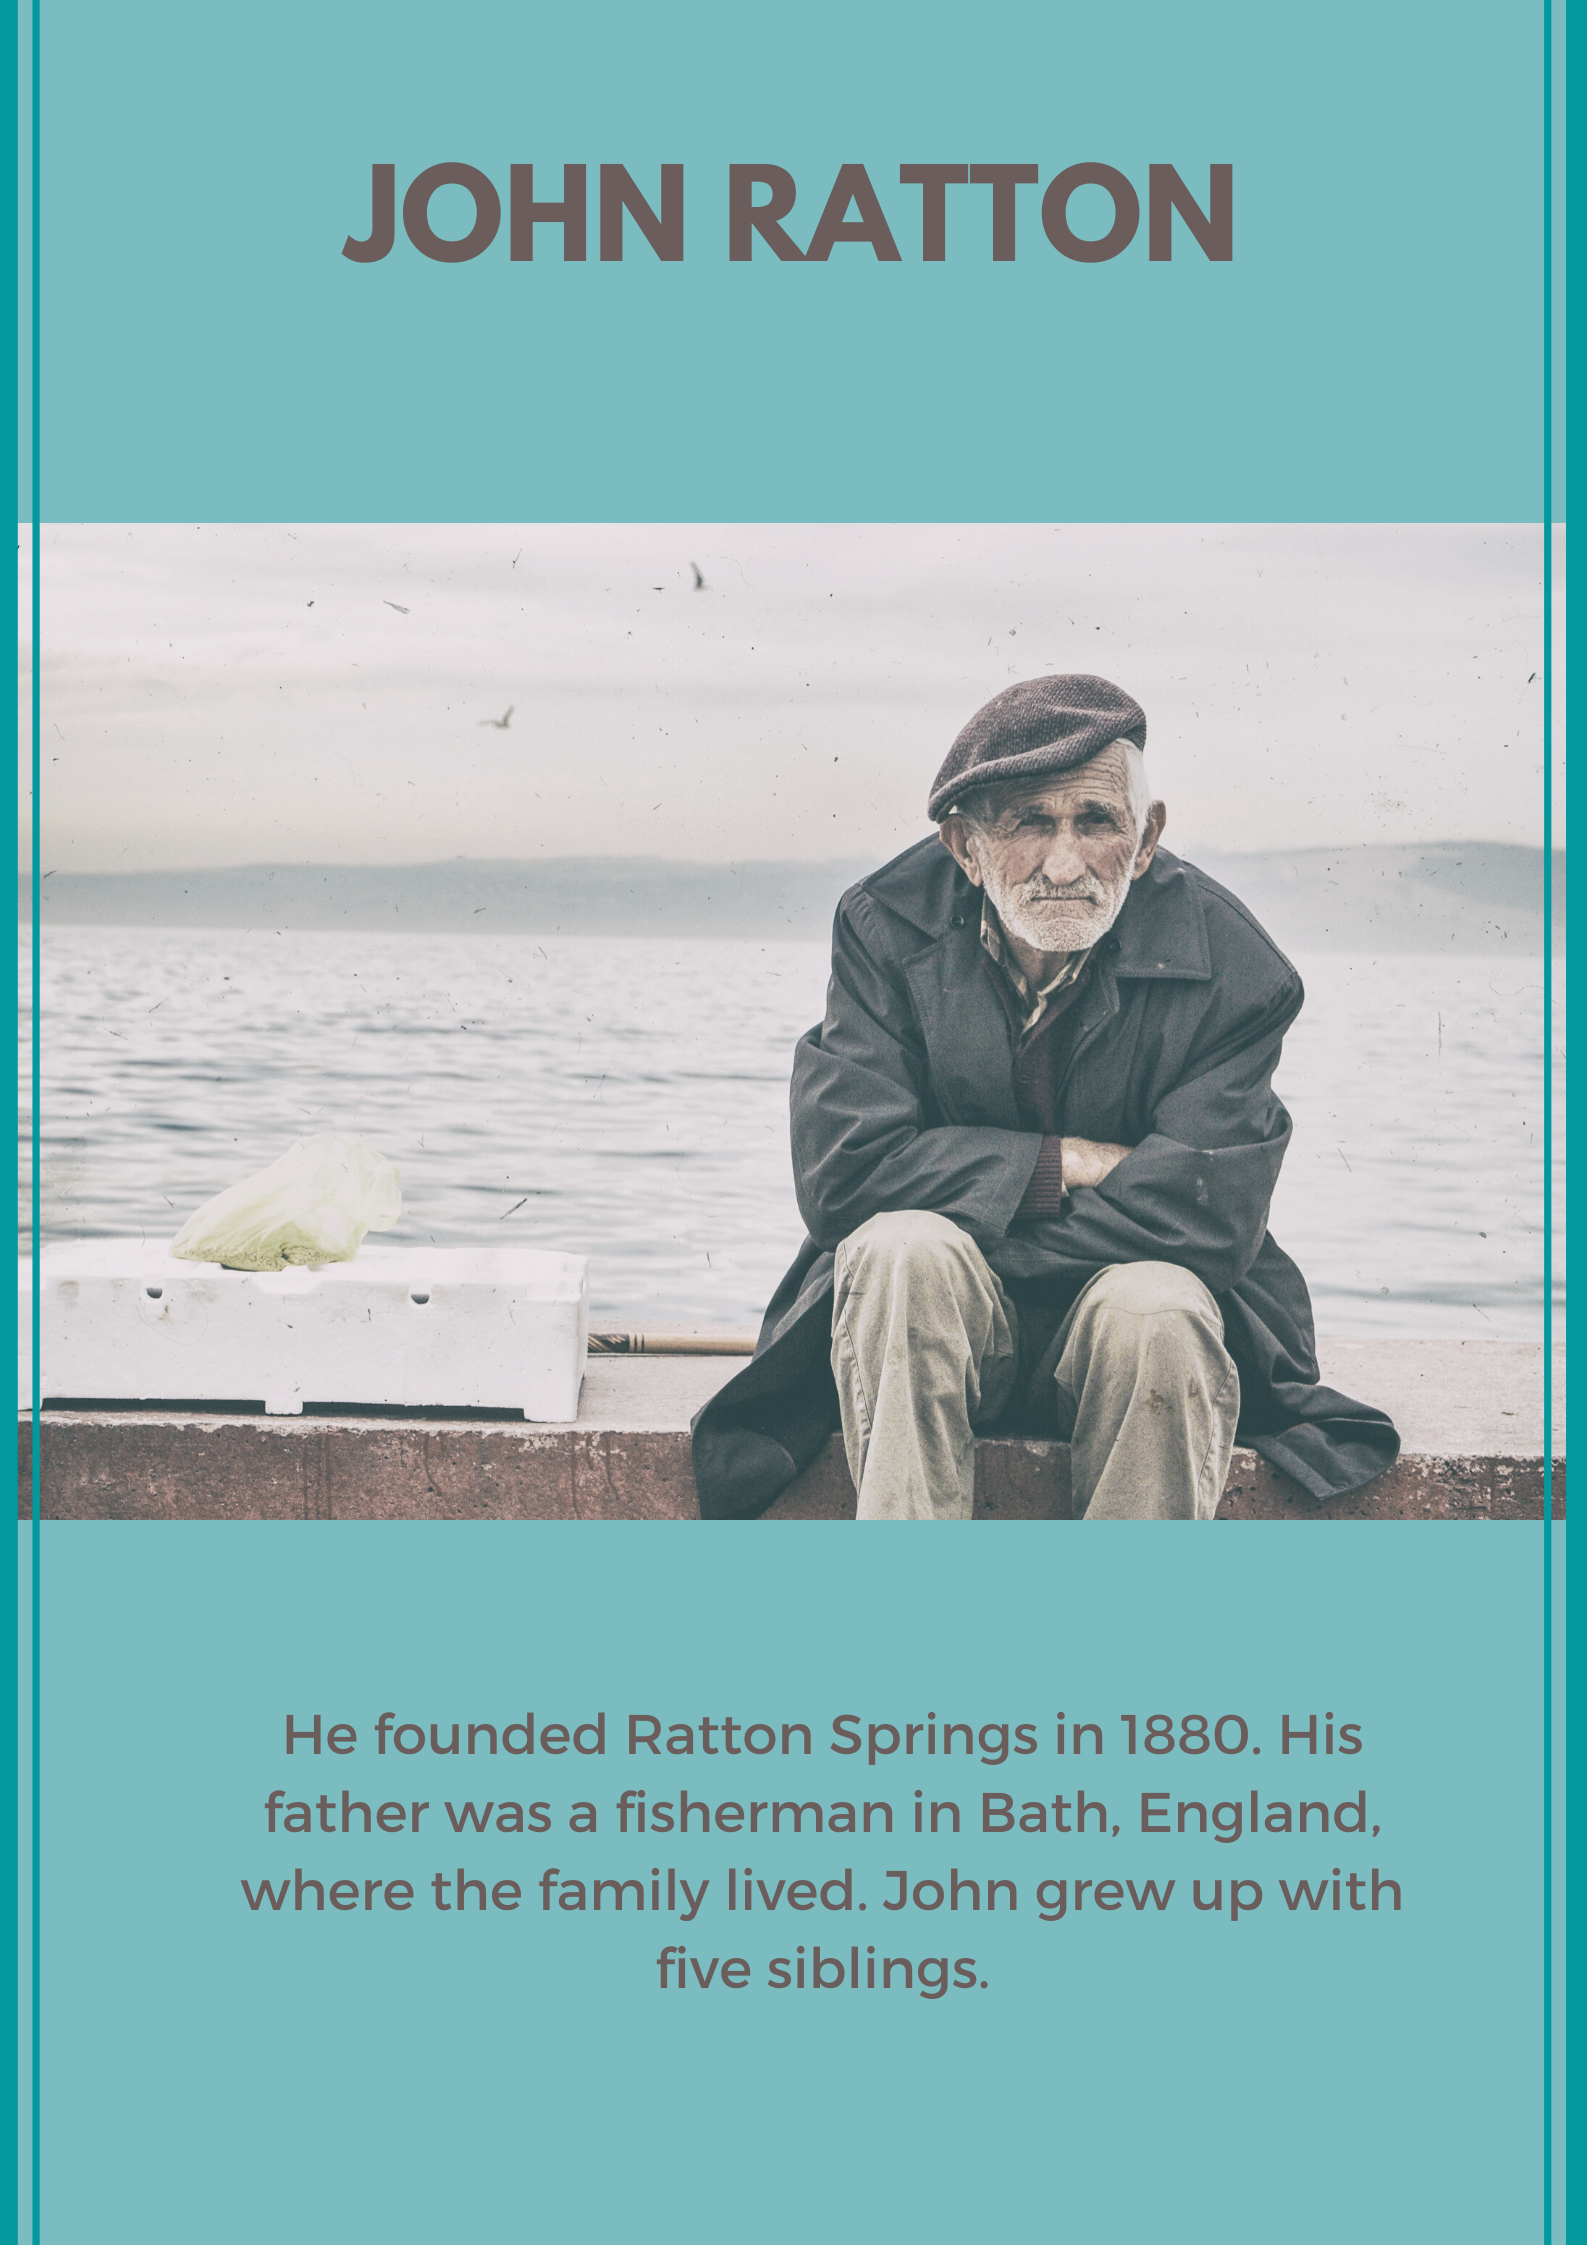 JOHN RATTON
He founded Ratton Springs in 1880. His
father was a fisherman in Bath, England,
where the family lived. John grew up with
five siblings.